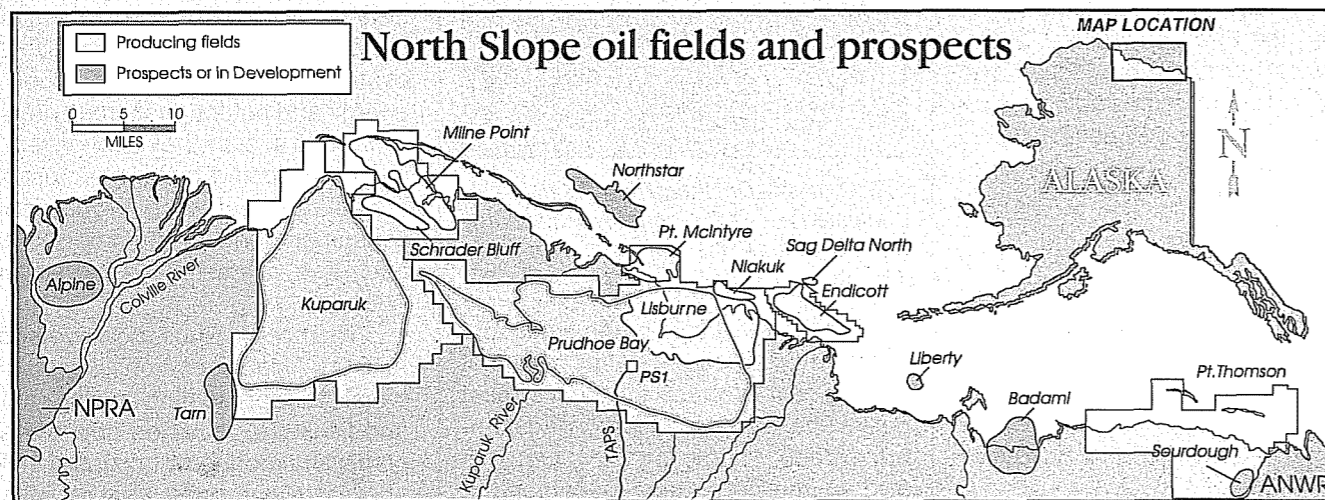 North Slope oil fields and prospects
Producing fields
Prospects or in Development
0 5 10
MILES
MAP LOCATION
N
ALASKA
Milne Point
Northstar
Schrader Bluff
Pt. McIntyre
Sag Delta North
Niakuk
Endicott
Alpine
Colville River
Kuparuk
Lisburne
Prudhoe Bay
PS1
Liberty
Pt. Thomson
NPRA
Tarn
Kuparuk River
TAPS
Badami
Sourdough
ANWR